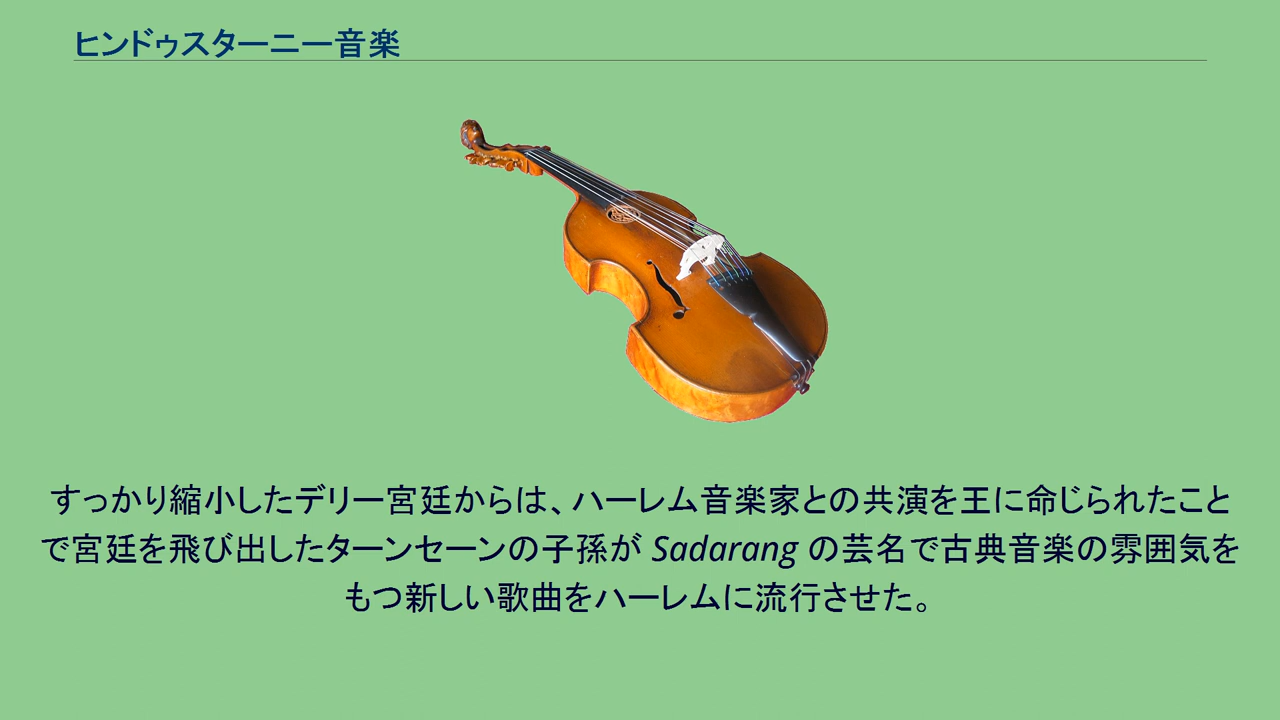 ヒンドゥスターニー音楽
すっかり縮小したデリー宮廷からは、ハーレム音楽家との共演を王に命じられたこと
で宮廷を飛び出したターンセーンの子孫が Sadarang の芸名で古典音楽の雰囲気を
もつ新しい歌曲をハーレムに流行させた。